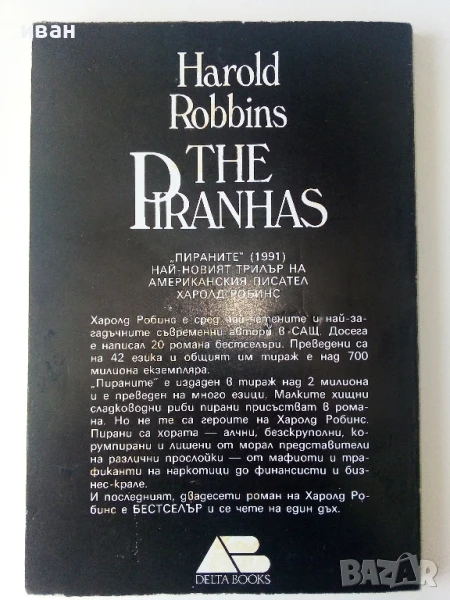 иван
Harold
Robbins
THE
PIRANHAS
„ПИРАНИТЕ" (1991)
НАЙ-НОВИЯТ ТРИЛЪР НА
АМЕРИКАНСКИЯ ПИСАТЕЛ
ХАРОЛД РОБИНС
Харолд Робинс е сред най-четените и най-за-
гадъчните съвременни автори в САЩ. Досега
е написал 20 романа бестселъри. Преведени са
на 42 езика и общият им тираж е над 700
милиона екземпляра.
„Пираните" е издаден в тираж над 2 милиона
и е преведен на много езици. Малките хищни
сладководни риби пирани присъстват в рома-
на. Но не те са героите на Харолд Робинс.
Пирани са хората — алчни, безскруполни, ко-
румпирани и лишени от морал представители
на различни прослойки — от мафиоти и тра-
фиканти на наркотици до финансисти и биз-
нес-крале.
И последният, двадесети роман на Харолд Ро-
бинс е БЕСТСЕЛЪР и се чете на един дъх.
DELTA BOOKS
BAZAR